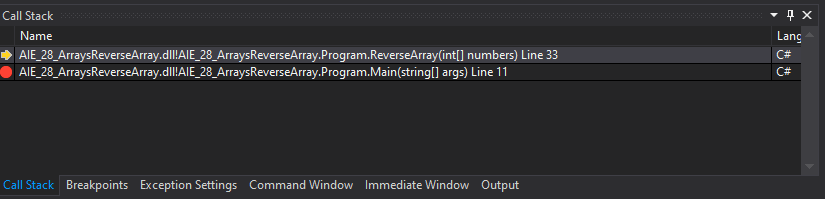 Call Stack
Name Lang
AIE_28_ArraysReverseArray.dll!AIE_28_ArraysReverseArray.Program.ReverseArray(int[] numbers) Line 33 C#
AIE_28_ArraysReverseArray.dll!AIE_28_ArraysReverseArray.Program.Main(string[] args) Line 11 C#
Call Stack Breakpoints Exception Settings Command Window Immediate Window Output